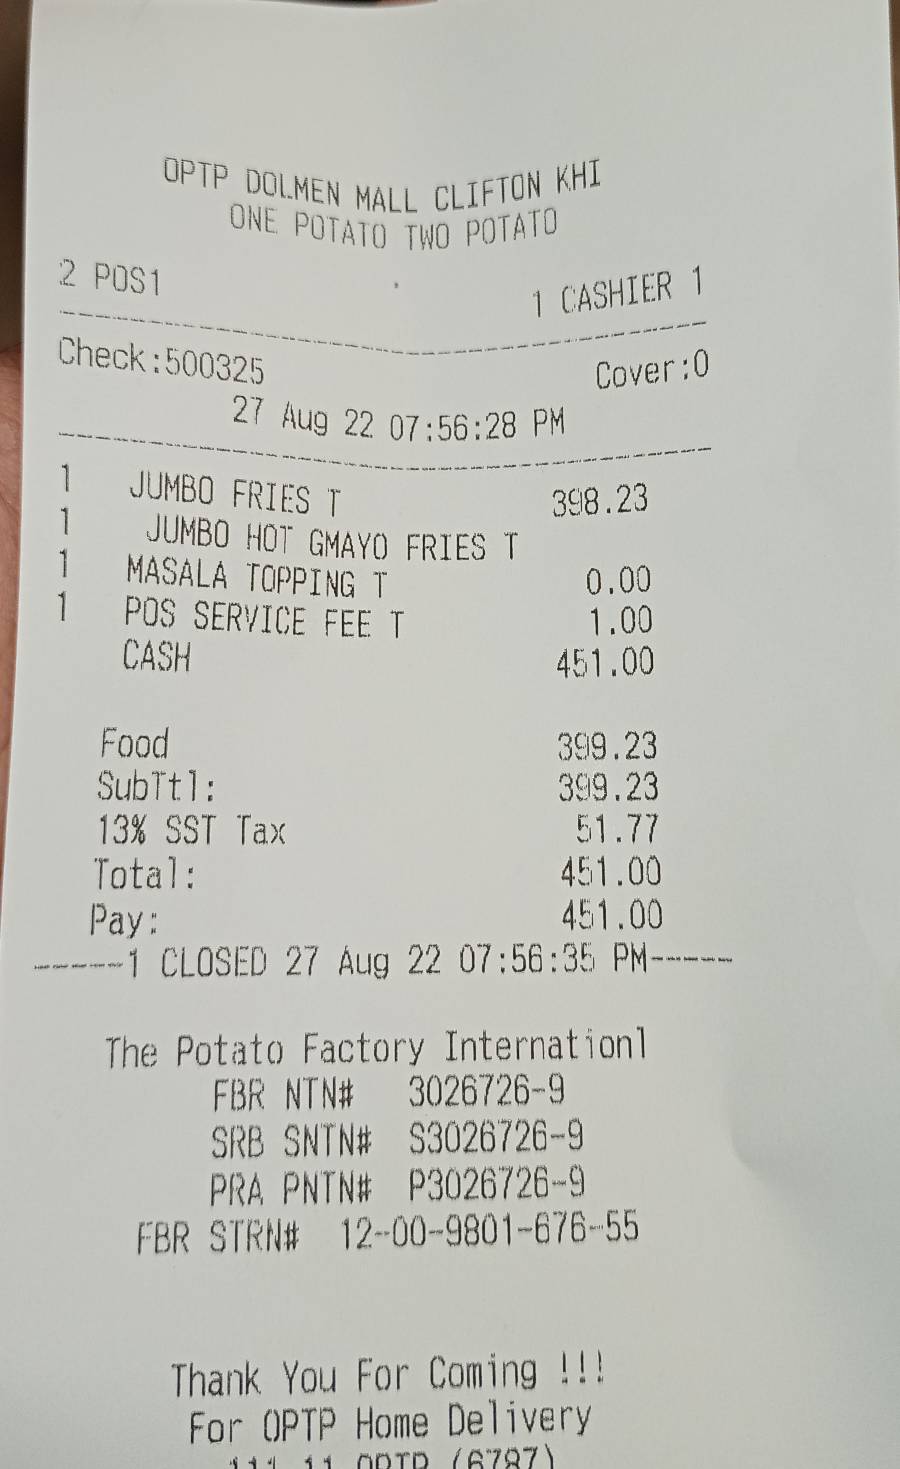 OPTP DOLMEN MALL CLIFTON KHI
ONE POTATO TWO POTATO
2 POS1 1 CASHIER 1
Check:500325 Cover:0
27 Aug 22 07:56:28 PM
1 JUMBO FRIES T 398.23
1 JUMBO HOT GMAYO FRIES T
1 MASALA TOPPING T 0.00
1 POS SERVICE FEE T 1.00
CASH 451.00
Food 399.23
SubTtl: 399.23
13% SST Tax 51.77
Total: 451.00
Pay: 451.00
------1 CLOSED 27 Aug 22 07:56:35 PM-----
The Potato Factory Internationl
FBR NTN# 3026726-9
SRB SNTN# S3026726-9
PRA PNTN# P3026726-9
FBR STRN# 12-00-9801-676-55
Thank You For Coming !!!
For OPTP Home Delivery
111 11 OPTP (6787)